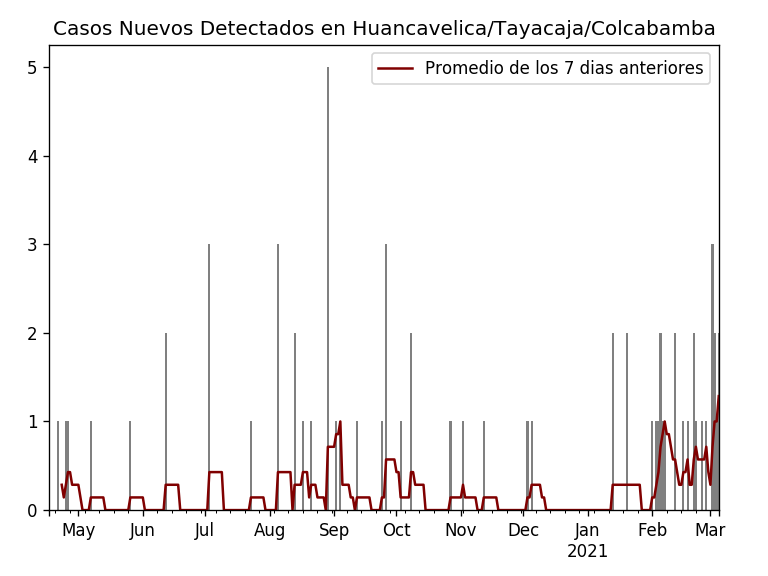 Casos Nuevos Detectados en Huancavelica/Tayacaja/Colcabamba
Promedio de los 7 dias anteriores
5
4
3
2
1
0
May Jun Jul Aug Sep Oct Nov Dec Jan Feb Mar
2021